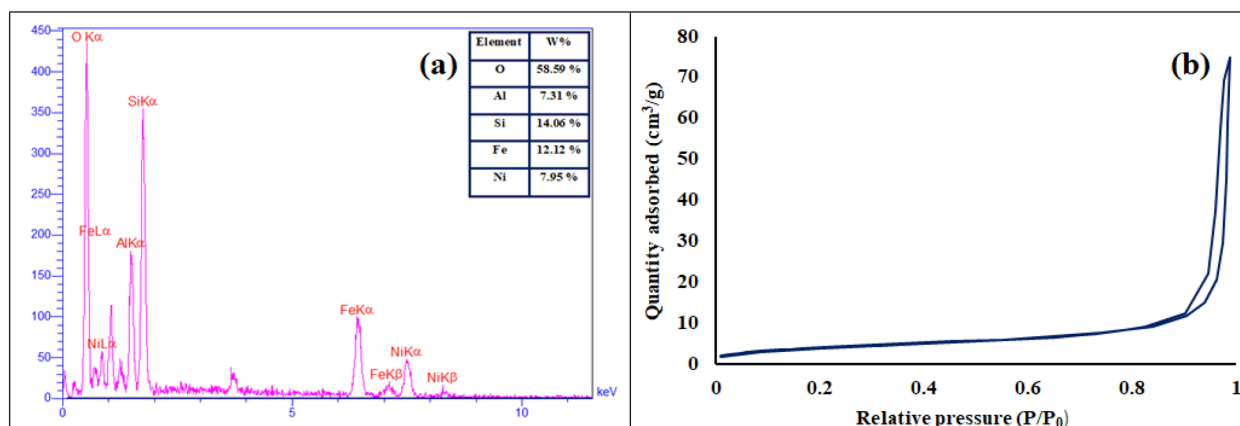 (a)
450
400
350
300
250
200
150
100
50
0
O Kα
SiKα
FeLα
AlKα
NiLα
FeKα
NiKα
FeKβ
NiKβ
keV
0 5 10
Element W%
O 58.59 %
Al 7.31 %
Si 14.06 %
Fe 12.12 %
Ni 7.95 %
(b)
Quantity adsorbed (cm³/g)
80
70
60
50
40
30
20
10
0
0 0.2 0.4 0.6 0.8 1
Relative pressure (P/P₀)